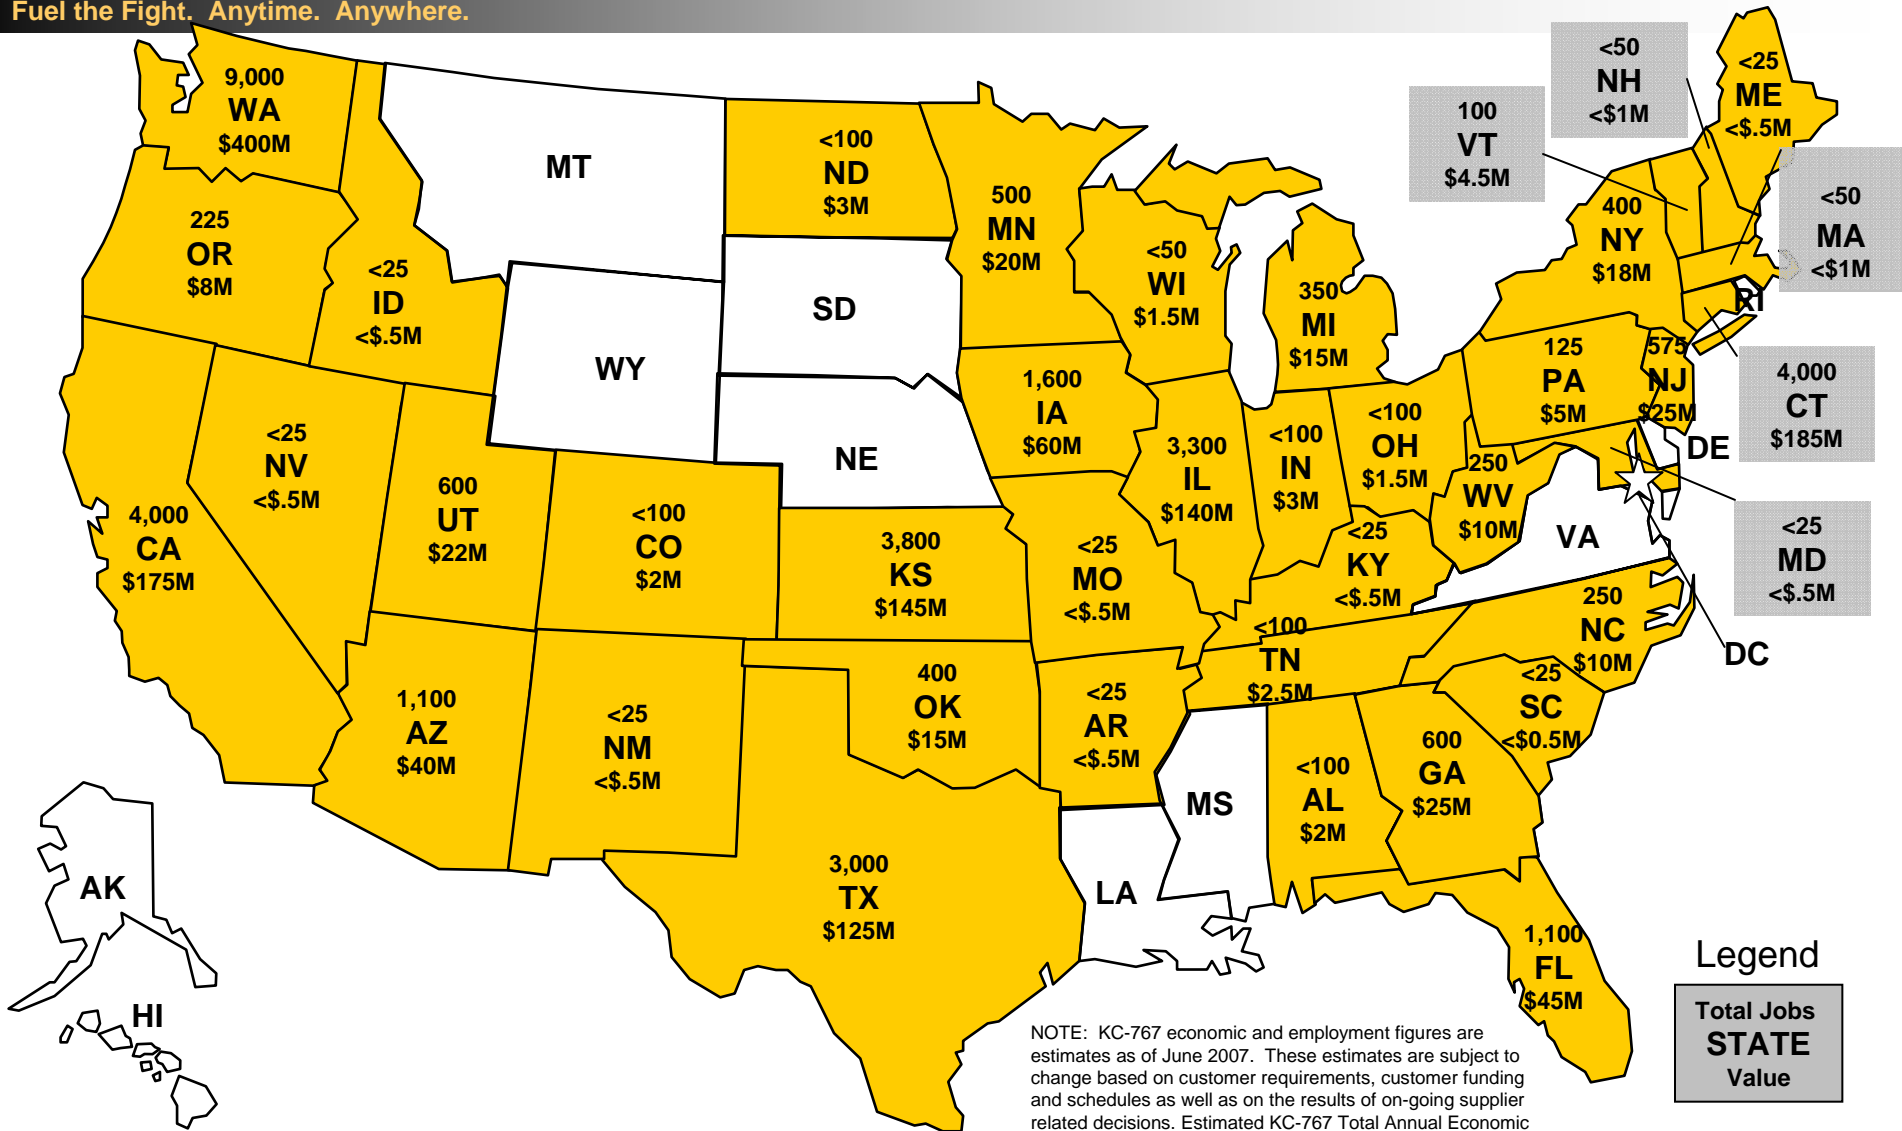 Fuel the Fight. Anytime. Anywhere.
9,000
WA
$400M
225
OR
$8M
<25
ID
<$.5M
MT
<100
ND
$3M
500
MN
$20M
<50
WI
$1.5M
350
MI
$15M
400
NY
$18M
100
VT
$4.5M
<50
NH
<$1M
<25
ME
<$.5M
<50
MA
<$1M
RI
4,000
CT
$185M
WY
SD
NE
1,600
IA
$60M
3,300
IL
$140M
<100
IN
$3M
<100
OH
$1.5M
125
PA
$5M
575
NJ
$25M
DE
<25
MD
<$.5M
DC
4,000
CA
$175M
<25
NV
<$.5M
600
UT
$22M
<100
CO
$2M
3,800
KS
$145M
<25
MO
<$.5M
<25
KY
<$.5M
250
WV
$10M
VA
250
NC
$10M
<100
TN
$2.5M
<25
SC
<$0.5M
1,100
AZ
$40M
<25
NM
<$.5M
400
OK
$15M
<25
AR
<$.5M
MS
<100
AL
$2M
600
GA
$25M
3,000
TX
$125M
LA
1,100
FL
$45M
AK
HI
Legend
Total Jobs
STATE
Value
NOTE: KC-767 economic and employment figures are
estimates as of June 2007. These estimates are subject to
change based on customer requirements, customer funding
and schedules as well as on the results of on-going supplier
related decisions. Estimated KC-767 Total Annual Economic